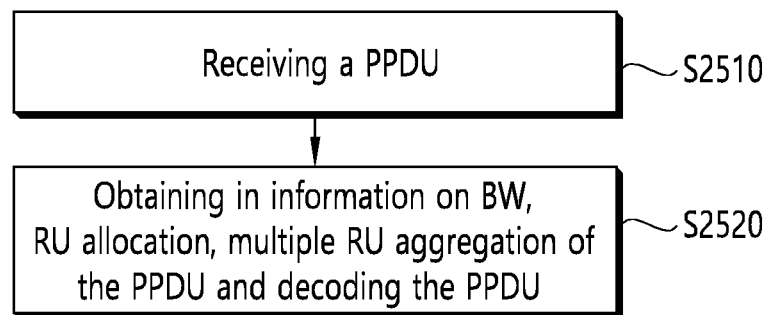 Receiving a PPDU
S2510
Obtaining in information on BW,
RU allocation, multiple RU aggregation of
the PPDU and decoding the PPDU
S2520